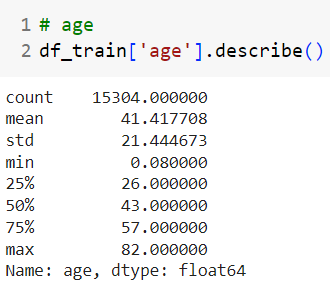 1 # age
2 df_train['age'].describe()
count 15304.000000
mean 41.417708
std 21.444673
min 0.080000
25% 26.000000
50% 43.000000
75% 57.000000
max 82.000000
Name: age, dtype: float64